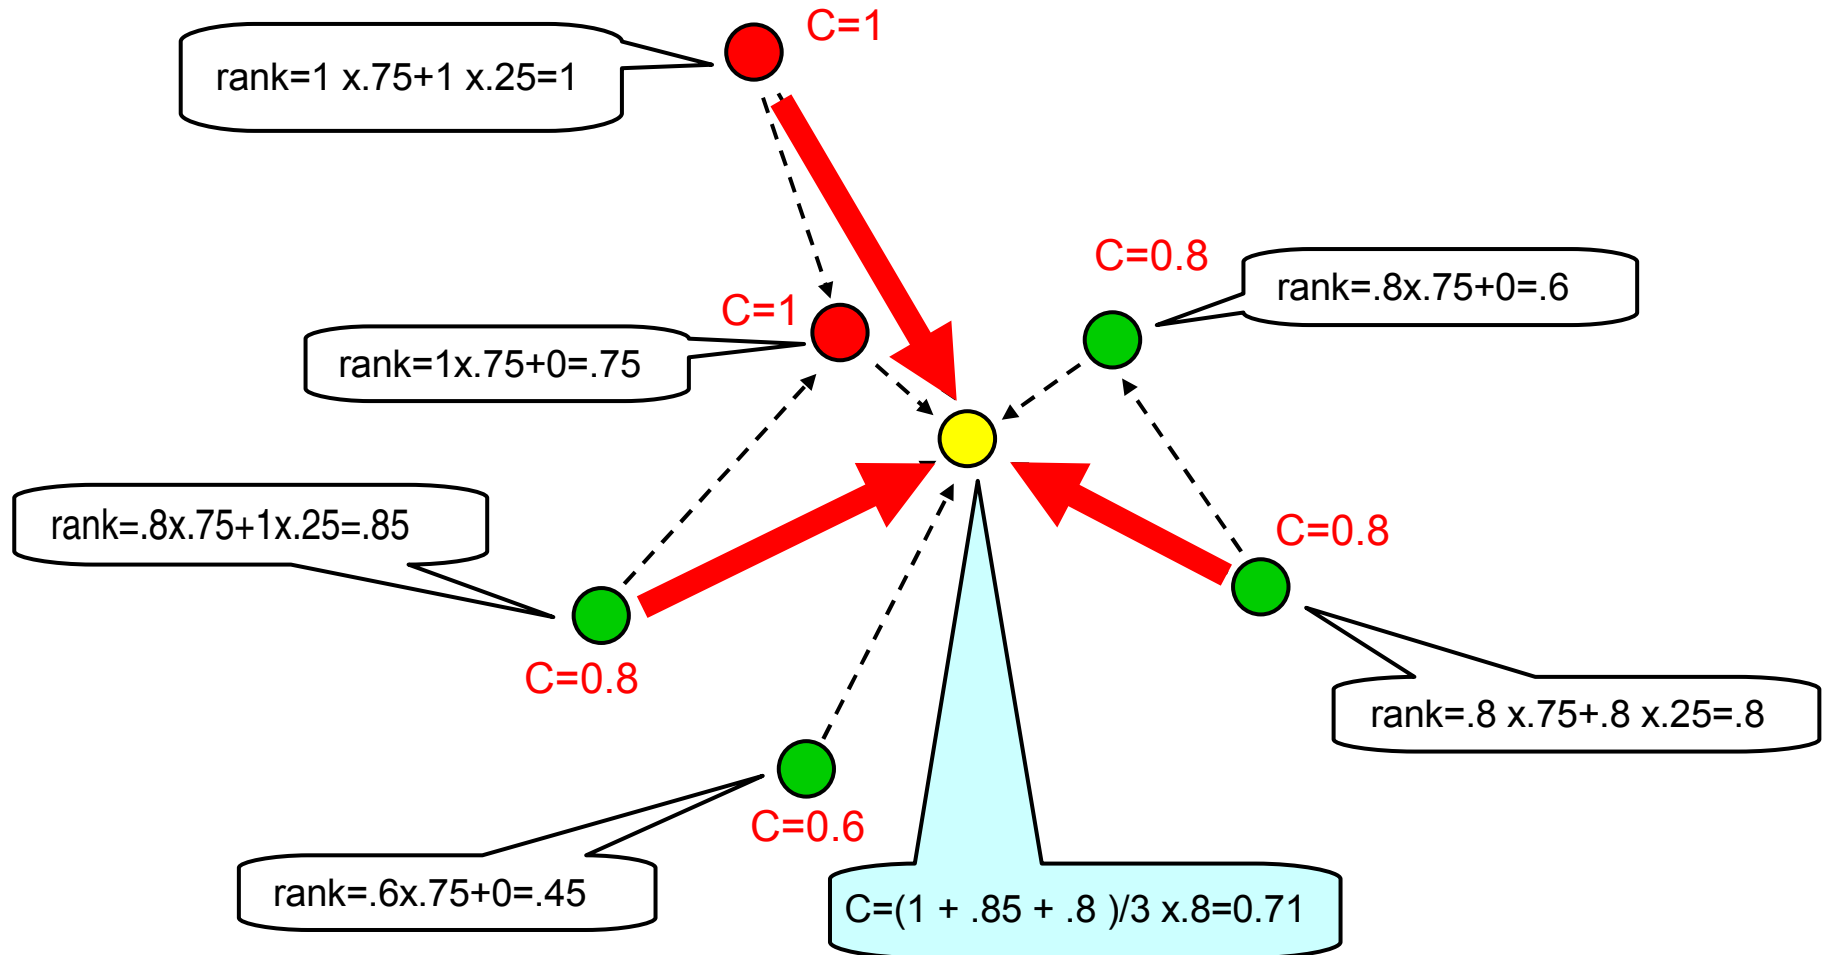 C=1
rank=1 x.75+1 x.25=1
C=0.8
rank=.8x.75+0=.6
C=1
rank=1x.75+0=.75
rank=.8x.75+1x.25=.85
C=0.8
C=0.8
rank=.8 x.75+.8 x.25=.8
C=0.6
rank=.6x.75+0=.45
C=(1 + .85 + .8 )/3 x.8=0.71